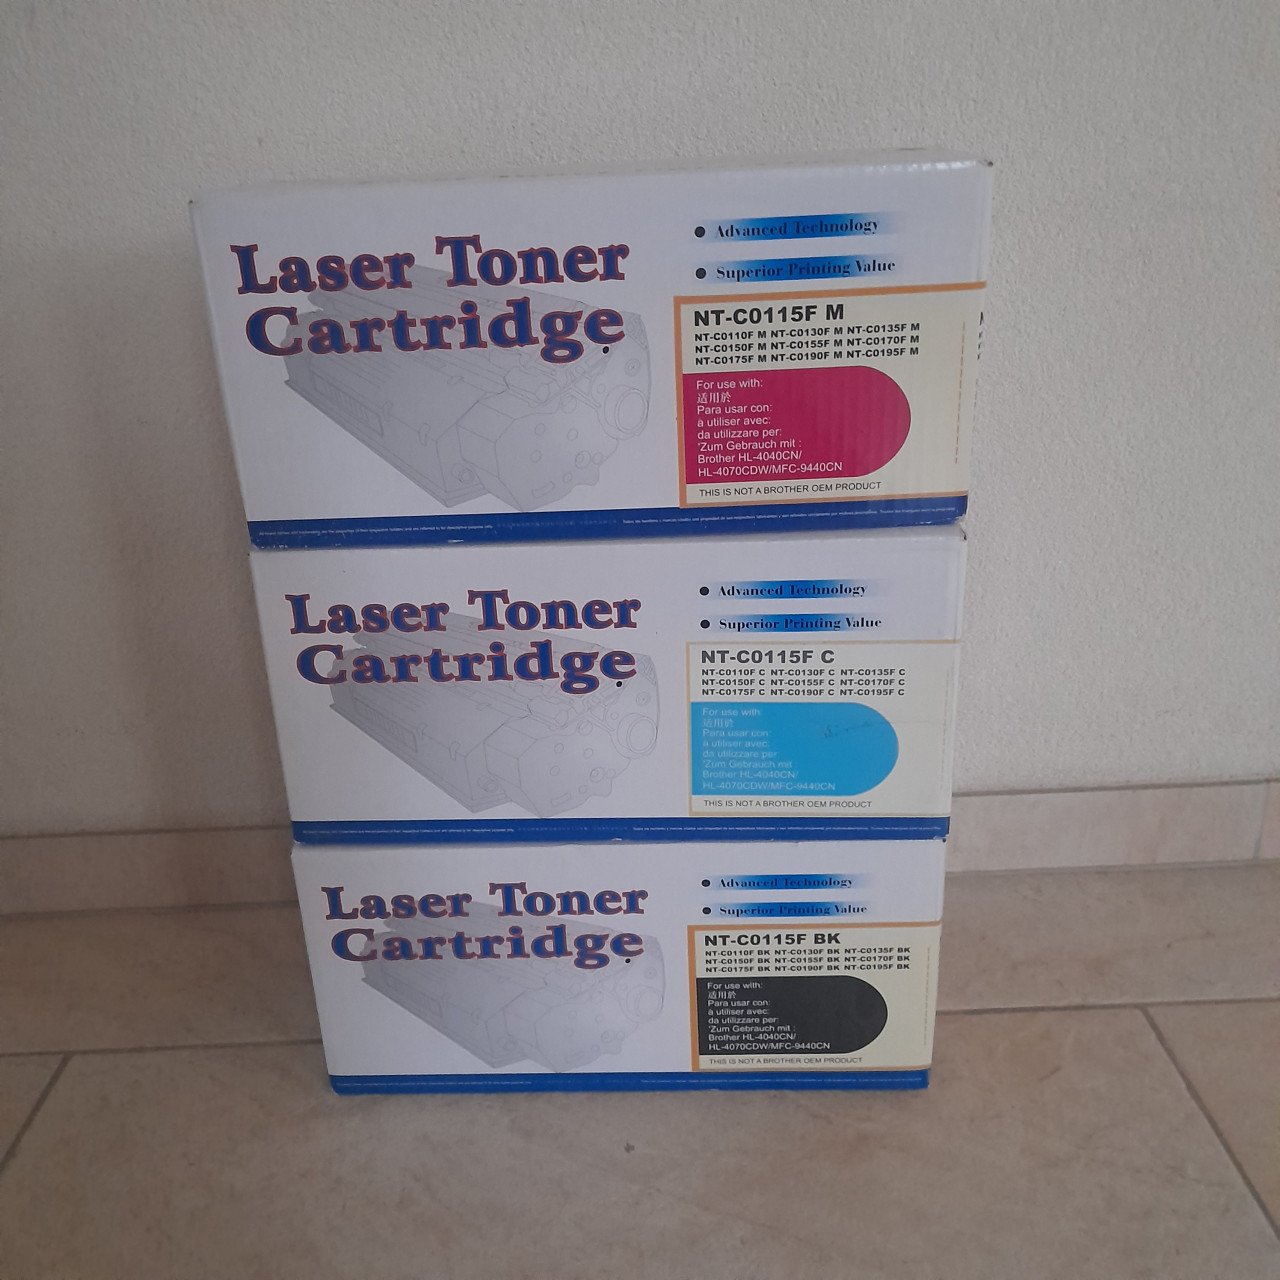 Laser Toner
Cartridge
Advanced Technology
Superior Printing Value
NT-C0115F M
NT-C0110F M NT-C0130F M NT-C0135F M
NT-C0150F M NT-C0155F M NT-C0170F M
NT-C0175F M NT-C0190F M NT-C0195F M
For use with:
适用於
Para usar con:
à utiliser avec:
da utilizzare per:
'Zum Gebrauch mit :
Brother HL-4040CN/
HL-4070CDW/MFC-9440CN
THIS IS NOT A BROTHER OEM PRODUCT
Laser Toner
Cartridge
Advanced Technology
Superior Printing Value
NT-C0115F C
NT-C0110F C NT-C0130F C NT-C0135F C
NT-C0150F C NT-C0155F C NT-C0170F C
NT-C0175F C NT-C0190F C NT-C0195F C
For use with:
适用於
Para usar con:
à utiliser avec:
da utilizzare per:
'Zum Gebrauch mit :
Brother HL-4040CN/
HL-4070CDW/MFC-9440CN
THIS IS NOT A BROTHER OEM PRODUCT
Laser Toner
Cartridge
Advanced Technology
Superior Printing Value
NT-C0115F BK
NT-C0110F BK NT-C0130F BK NT-C0135F BK
NT-C0150F BK NT-C0155F BK NT-C0170F BK
NT-C0175F BK NT-C0190F BK NT-C0195F BK
For use with:
适用於
Para usar con:
à utiliser avec:
da utilizzare per:
'Zum Gebrauch mit :
Brother HL-4040CN/
HL-4070CDW/MFC-9440CN
THIS IS NOT A BROTHER OEM PRODUCT